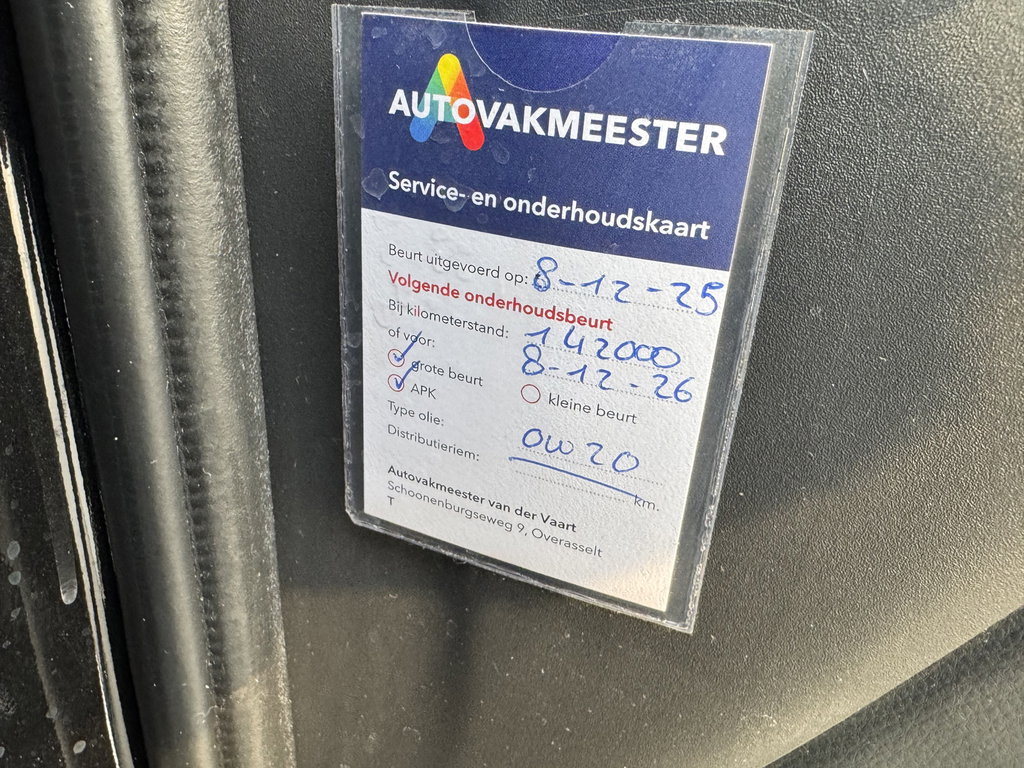 AUTOVAKMEESTER
Service- en onderhoudskaart
Beurt uitgevoerd op: 8-12-25
Volgende onderhoudsbeurt
Bij kilometerstand: 142000
of voor: 8-12-26
grote beurt
kleine beurt
APK
Type olie: 0W20
Distributieriem: km.
Autovakmeester van der Vaart
Schoonenburgseweg 9, Overasselt
T